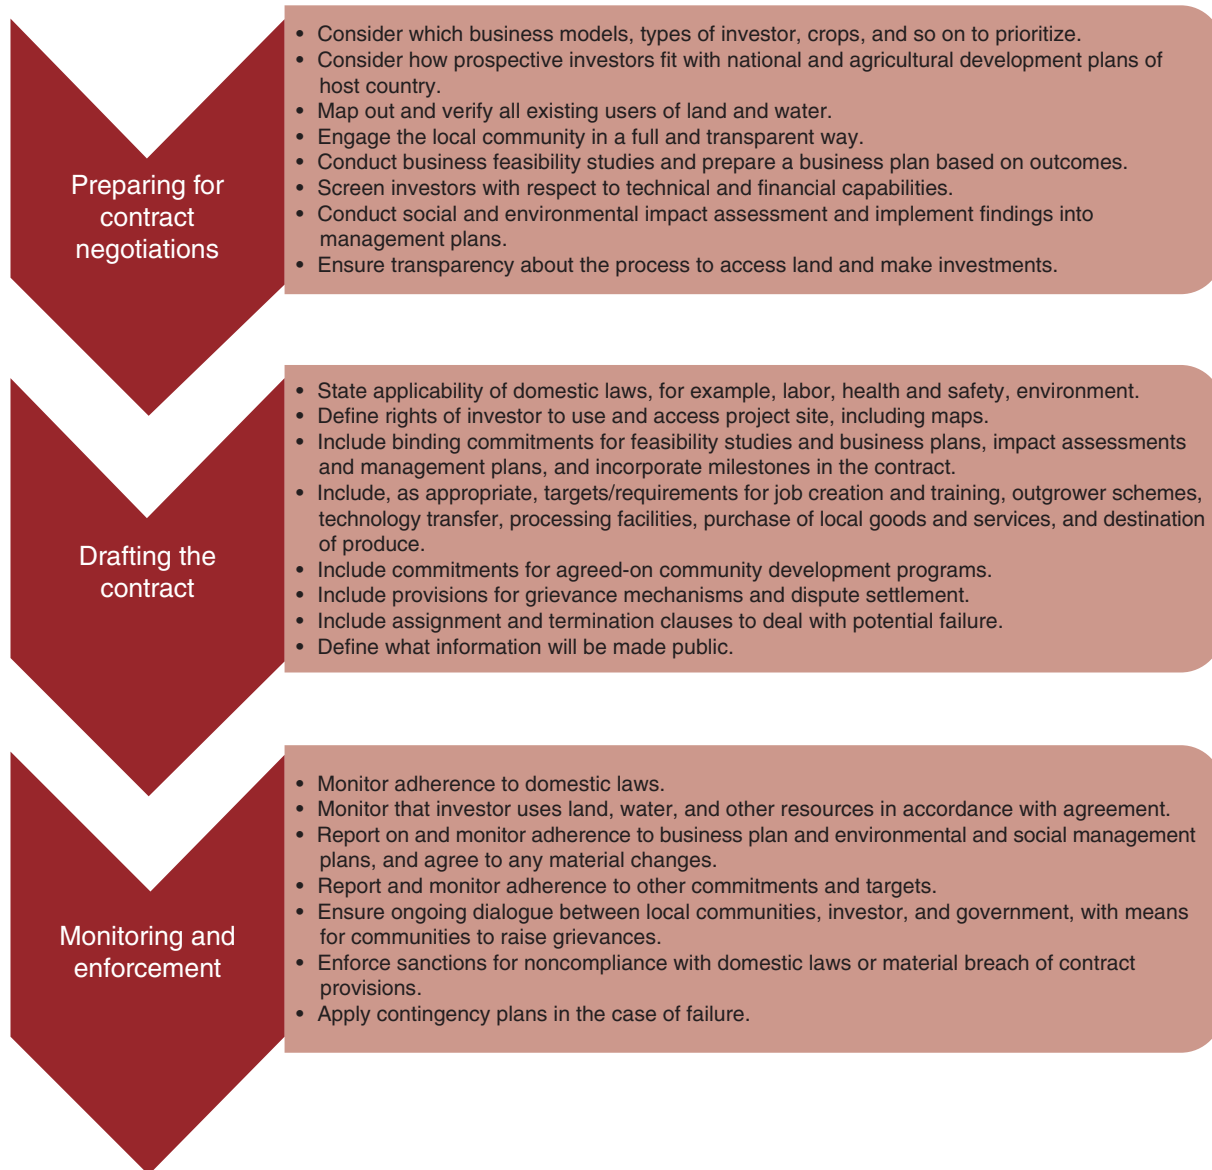 Preparing for
contract
negotiations
• Consider which business models, types of investor, crops, and so on to prioritize.
• Consider how prospective investors fit with national and agricultural development plans of
host country.
• Map out and verify all existing users of land and water.
• Engage the local community in a full and transparent way.
• Conduct business feasibility studies and prepare a business plan based on outcomes.
• Screen investors with respect to technical and financial capabilities.
• Conduct social and environmental impact assessment and implement findings into
management plans.
• Ensure transparency about the process to access land and make investments.
Drafting the
contract
• State applicability of domestic laws, for example, labor, health and safety, environment.
• Define rights of investor to use and access project site, including maps.
• Include binding commitments for feasibility studies and business plans, impact assessments
and management plans, and incorporate milestones in the contract.
• Include, as appropriate, targets/requirements for job creation and training, outgrower schemes,
technology transfer, processing facilities, purchase of local goods and services, and destination
of produce.
• Include commitments for agreed-on community development programs.
• Include provisions for grievance mechanisms and dispute settlement.
• Include assignment and termination clauses to deal with potential failure.
• Define what information will be made public.
Monitoring and
enforcement
• Monitor adherence to domestic laws.
• Monitor that investor uses land, water, and other resources in accordance with agreement.
• Report on and monitor adherence to business plan and environmental and social management
plans, and agree to any material changes.
• Report and monitor adherence to other commitments and targets.
• Ensure ongoing dialogue between local communities, investor, and government, with means
for communities to raise grievances.
• Enforce sanctions for noncompliance with domestic laws or material breach of contract
provisions.
• Apply contingency plans in the case of failure.